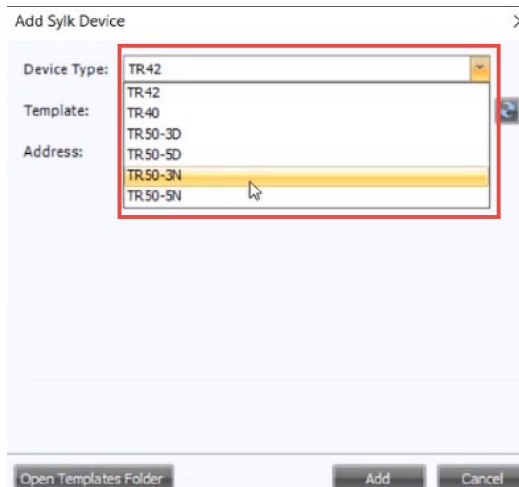 Add Sylk Device
Device Type: TR42
TR42
Template:
TR40
TR50-3D
Address:
TR50-5D
TR50-3N
TR50-5N
Open Templates Folder Add Cancel